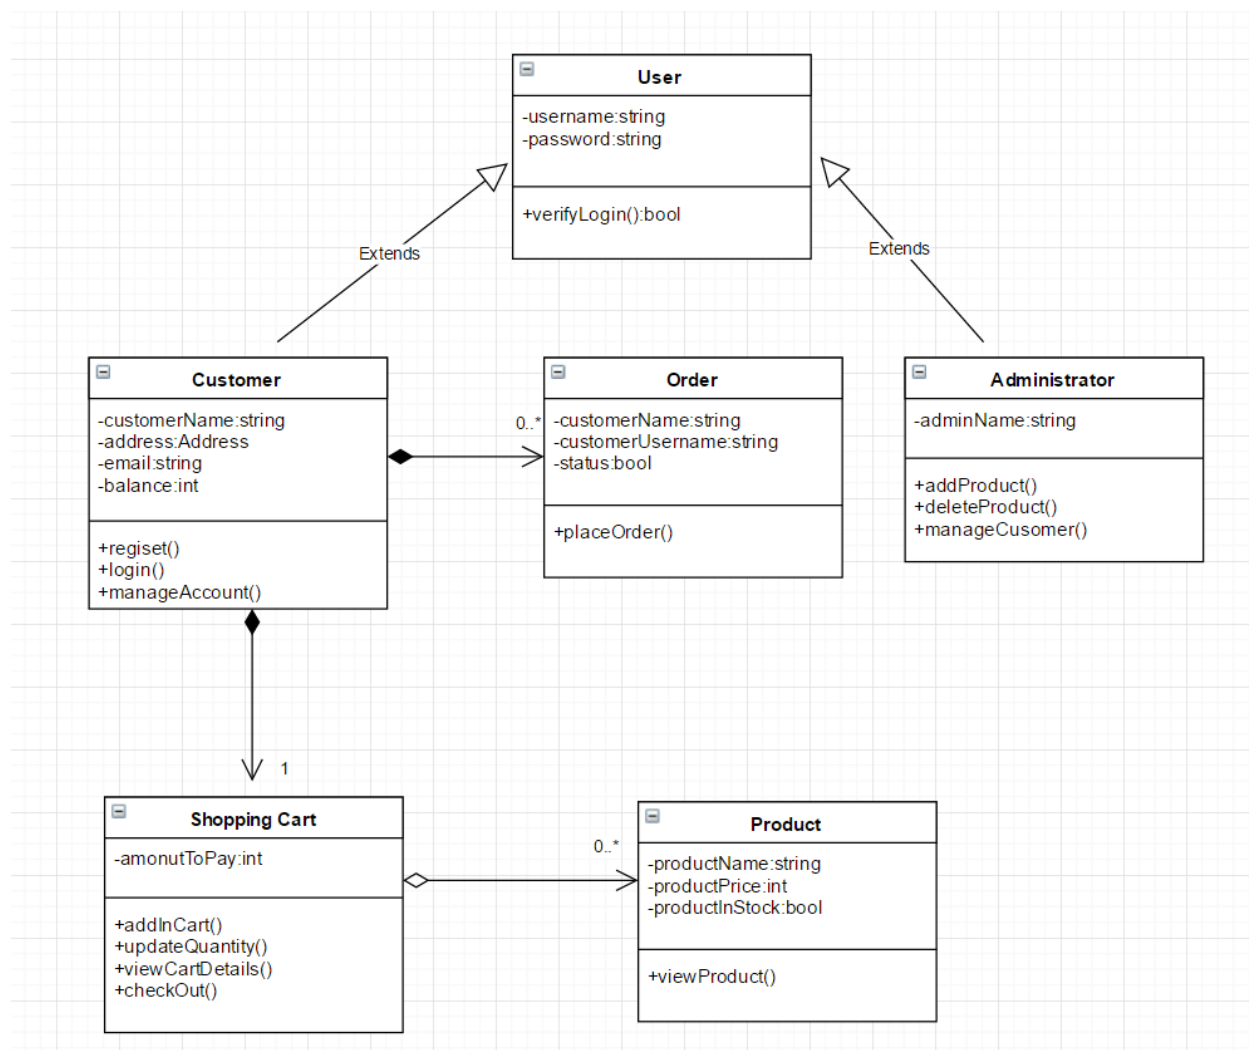 User
-username:string
-password:string
+verifyLogin():bool
Extends
Extends
Customer
-customerName:string
-address:Address
-email:string
-balance:int
+regiset()
+login()
+manageAccount()
0..*
Order
-customerName:string
-customerUsername:string
-status:bool
+placeOrder()
Administrator
-adminName:string
+addProduct()
+deleteProduct()
+manageCusomer()
1
Shopping Cart
-amonutToPay:int
+addInCart()
+updateQuantity()
+viewCartDetails()
+checkOut()
0..*
Product
-productName:string
-productPrice:int
-productInStock:bool
+viewProduct()